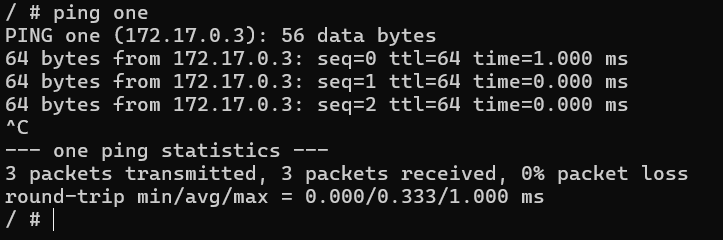 / # ping one
PING one (172.17.0.3): 56 data bytes
64 bytes from 172.17.0.3: seq=0 ttl=64 time=1.000 ms
64 bytes from 172.17.0.3: seq=1 ttl=64 time=0.000 ms
64 bytes from 172.17.0.3: seq=2 ttl=64 time=0.000 ms
^C
--- one ping statistics ---
3 packets transmitted, 3 packets received, 0% packet loss
round-trip min/avg/max = 0.000/0.333/1.000 ms
/ #